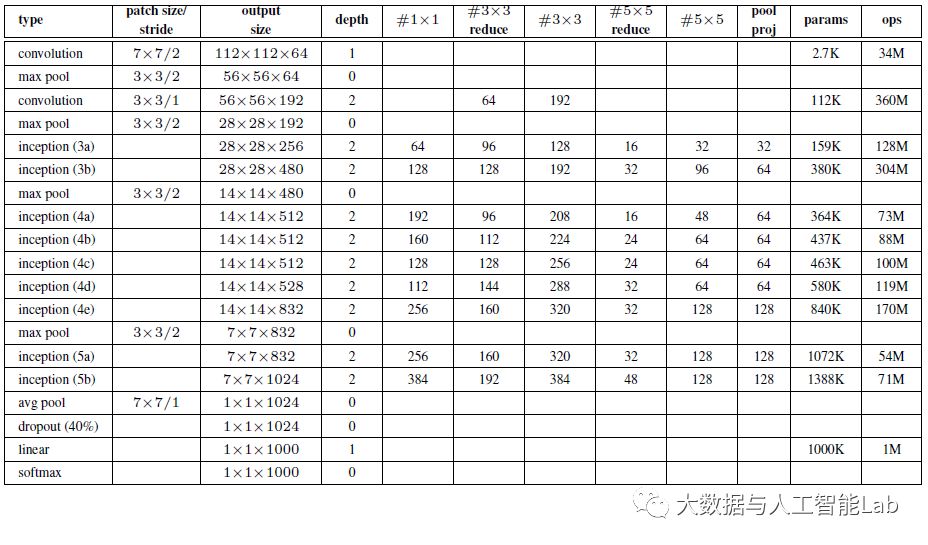 type patch size/ stride output size depth #1×1 #3×3 reduce #3×3 #5×5 reduce #5×5 pool proj params ops
convolution 7×7/2 112×112×64 1 2.7K 34M
max pool 3×3/2 56×56×64 0
convolution 3×3/1 56×56×192 2 64 192 112K 360M
max pool 3×3/2 28×28×192 0
inception (3a) 28×28×256 2 64 96 128 16 32 32 159K 128M
inception (3b) 28×28×480 2 128 128 192 32 96 64 380K 304M
max pool 3×3/2 14×14×480 0
inception (4a) 14×14×512 2 192 96 208 16 48 64 364K 73M
inception (4b) 14×14×512 2 160 112 224 24 64 64 437K 88M
inception (4c) 14×14×512 2 128 128 256 24 64 64 463K 100M
inception (4d) 14×14×528 2 112 144 288 32 64 64 580K 119M
inception (4e) 14×14×832 2 256 160 320 32 128 128 840K 170M
max pool 3×3/2 7×7×832 0
inception (5a) 7×7×832 2 256 160 320 32 128 128 1072K 54M
inception (5b) 7×7×1024 2 384 192 384 48 128 128 1388K 71M
avg pool 7×7/1 1×1×1024 0
dropout (40%) 1×1×1024 0
linear 1×1×1000 1 1000K 1M
softmax 1×1×1000 0
大数据与人工智能Lab